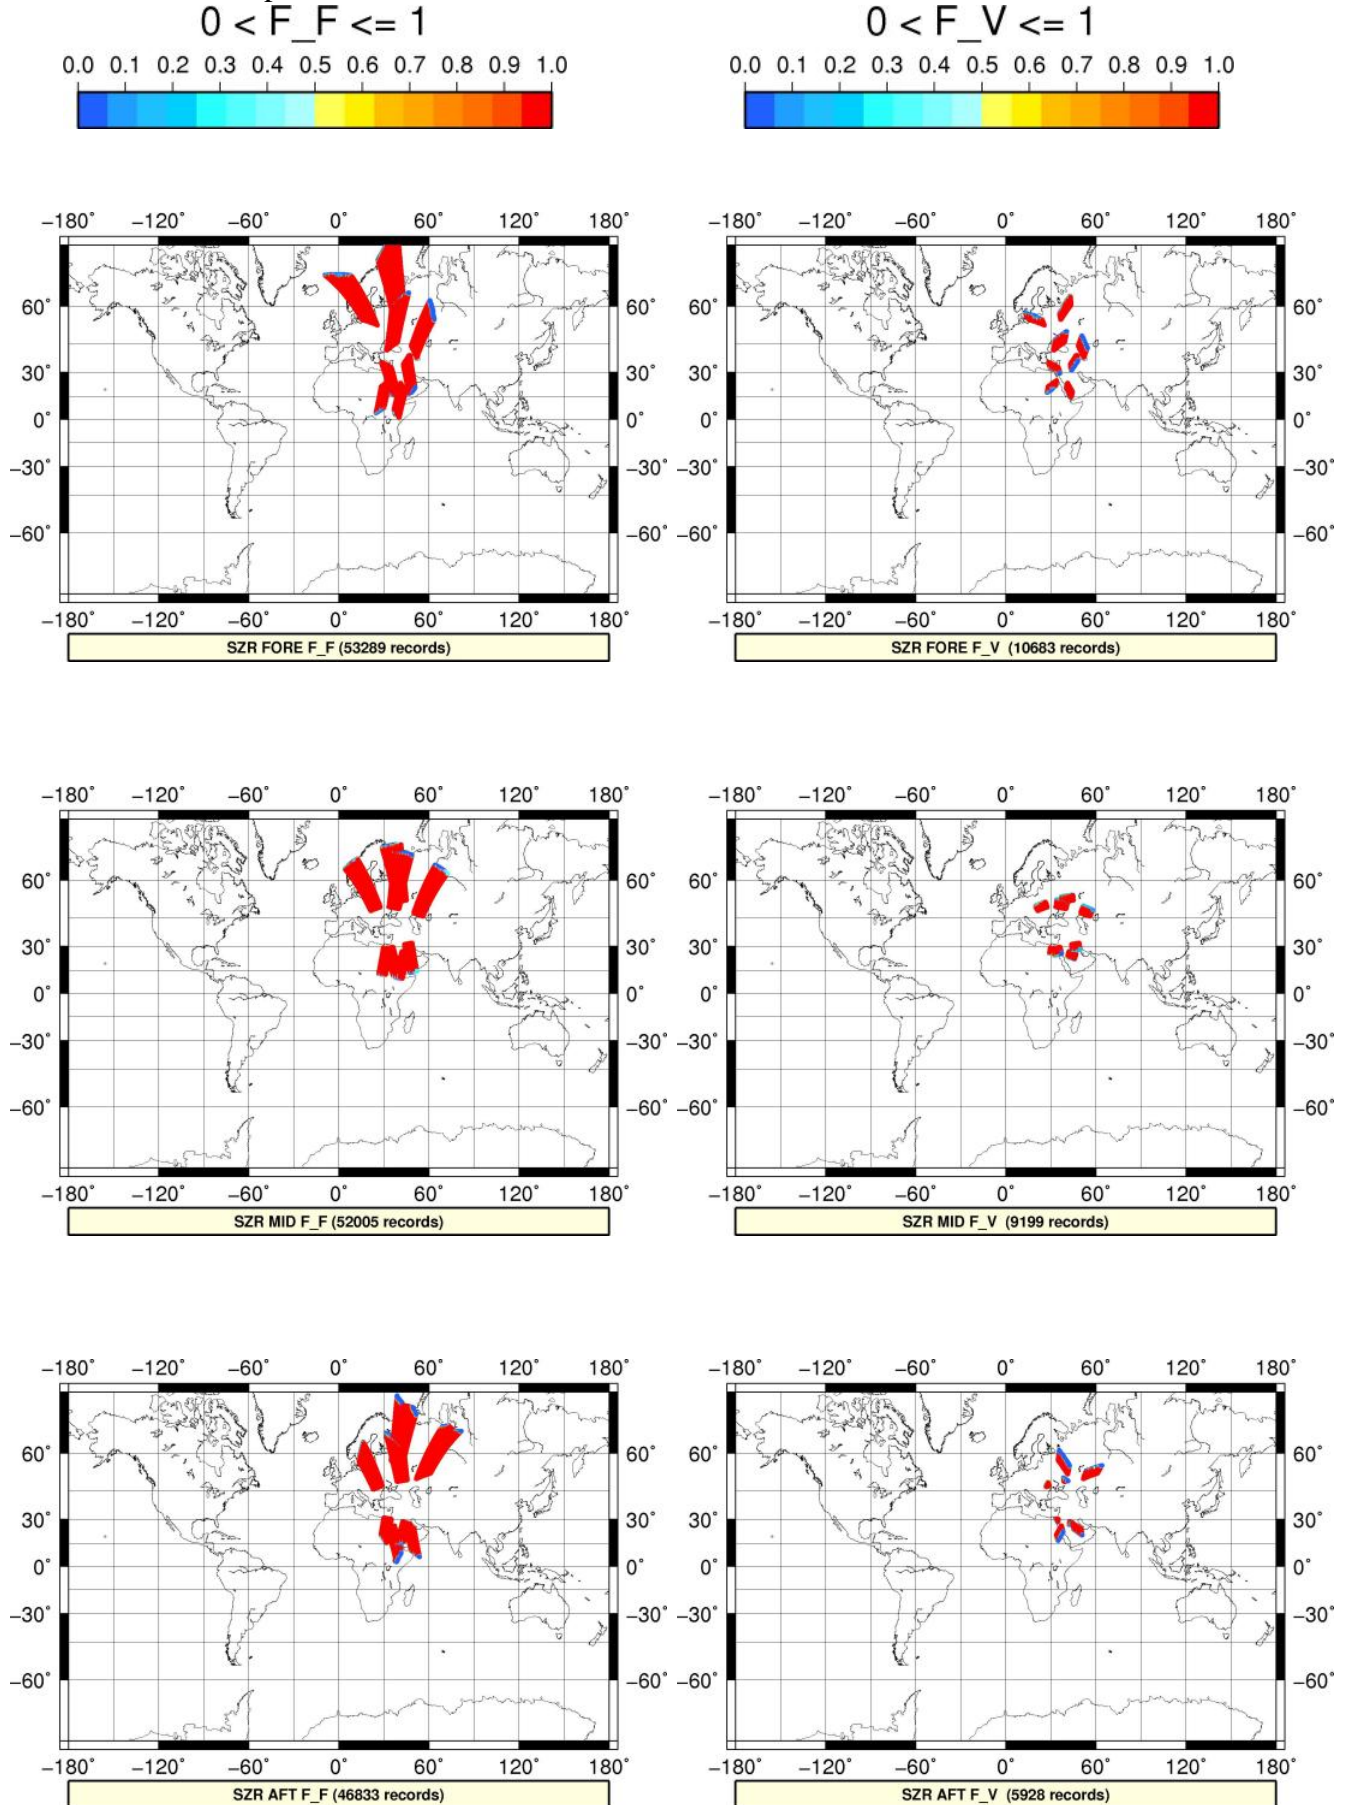 0 < F_F <= 1
0 < F_V <= 1
0.0 0.1 0.2 0.3 0.4 0.5 0.6 0.7 0.8 0.9 1.0
0.0 0.1 0.2 0.3 0.4 0.5 0.6 0.7 0.8 0.9 1.0
−180° −120° −60° 0° 60° 120° 180°
−180° −120° −60° 0° 60° 120° 180°
60° 60° 60°
30° 30° 30°
0° 0° 0°
−30° −30° −30° −30°
−60° −60° −60° −60°
−180° −120° −60° 0° 60° 120° 180°
−180° −120° −60° 0° 60° 120° 180°
SZR FORE F_F (53289 records)
SZR FORE F_V (10683 records)
−180° −120° −60° 0° 60° 120° 180°
−180° −120° −60° 0° 60° 120° 180°
60° 60° 60°
30° 30° 30°
0° 0° 0°
−30° −30° −30° −30°
−60° −60° −60° −60°
−180° −120° −60° 0° 60° 120° 180°
−180° −120° −60° 0° 60° 120° 180°
SZR MID F_F (52005 records)
SZR MID F_V (9199 records)
−180° −120° −60° 0° 60° 120° 180°
−180° −120° −60° 0° 60° 120° 180°
60° 60° 60°
30° 30° 30°
0° 0° 0°
−30° −30° −30° −30°
−60° −60° −60° −60°
−180° −120° −60° 0° 60° 120° 180°
−180° −120° −60° 0° 60° 120° 180°
SZR AFT F_F (46833 records)
SZR AFT F_V (5928 records)